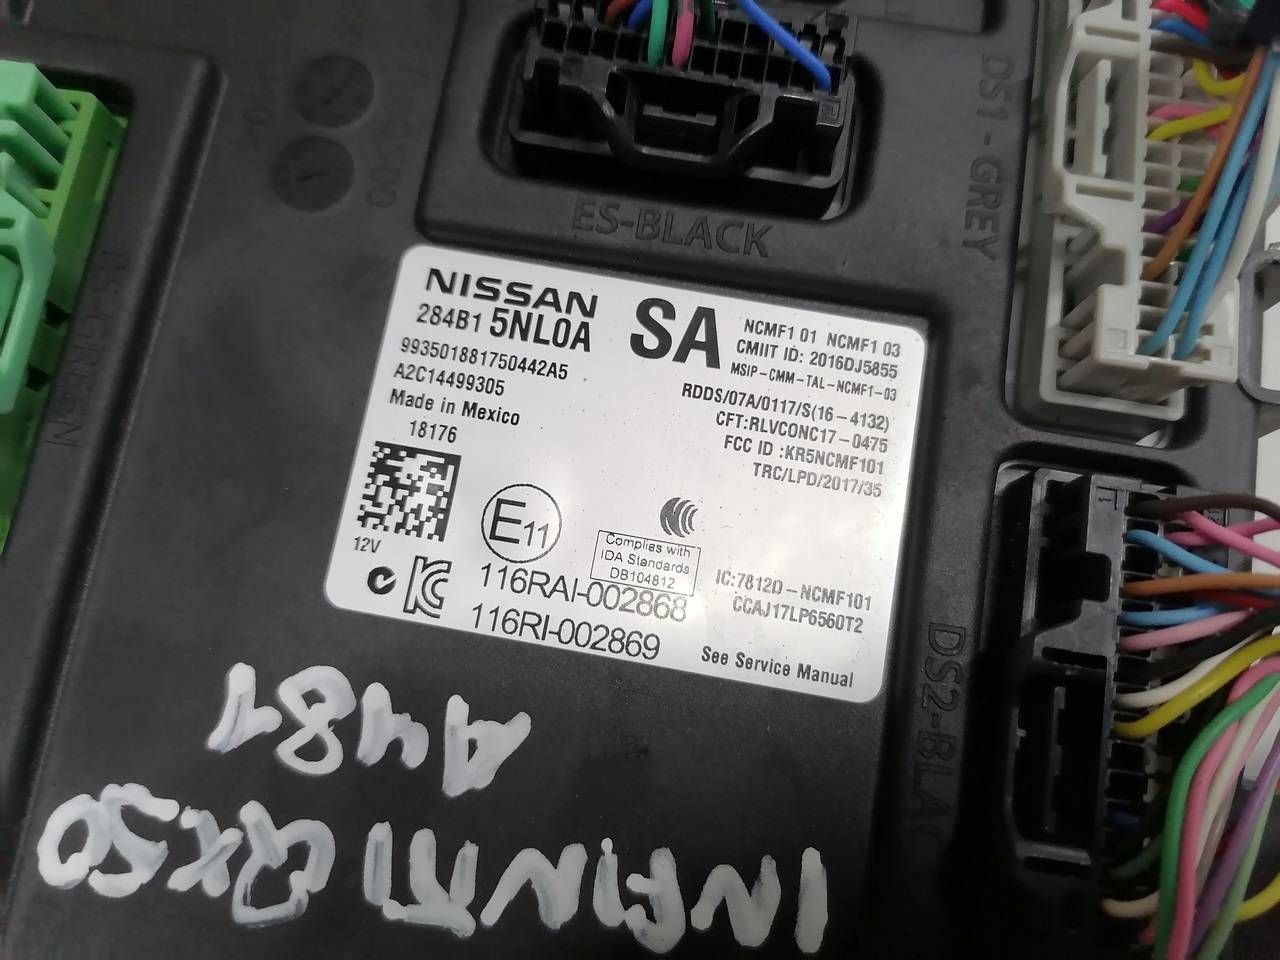 ES-BLACK
DS1-GREY
NISSAN
284B1 5NL0A
SA
993501881750442A5
A2C14499305
Made in Mexico
18176
NCMF1 01 NCMF1 03
CMIIT ID: 2016DJ5855
MSIP-CMM-TAL-NCMF1-03
RDDS/07A/0117/S(16-4132)
CFT:RLVCONC17-0475
FCC ID :KR5NCMF101
TRC/LPD/2017/35
E11
12V
Complies with
IDA Standards
DB104812
116RAI-002868
116RI-002869
IC:7812D-NCMF101
CCAJ17LP6560T2
See Service Manual
DS2-BLAC
INFINITI QX50
A481